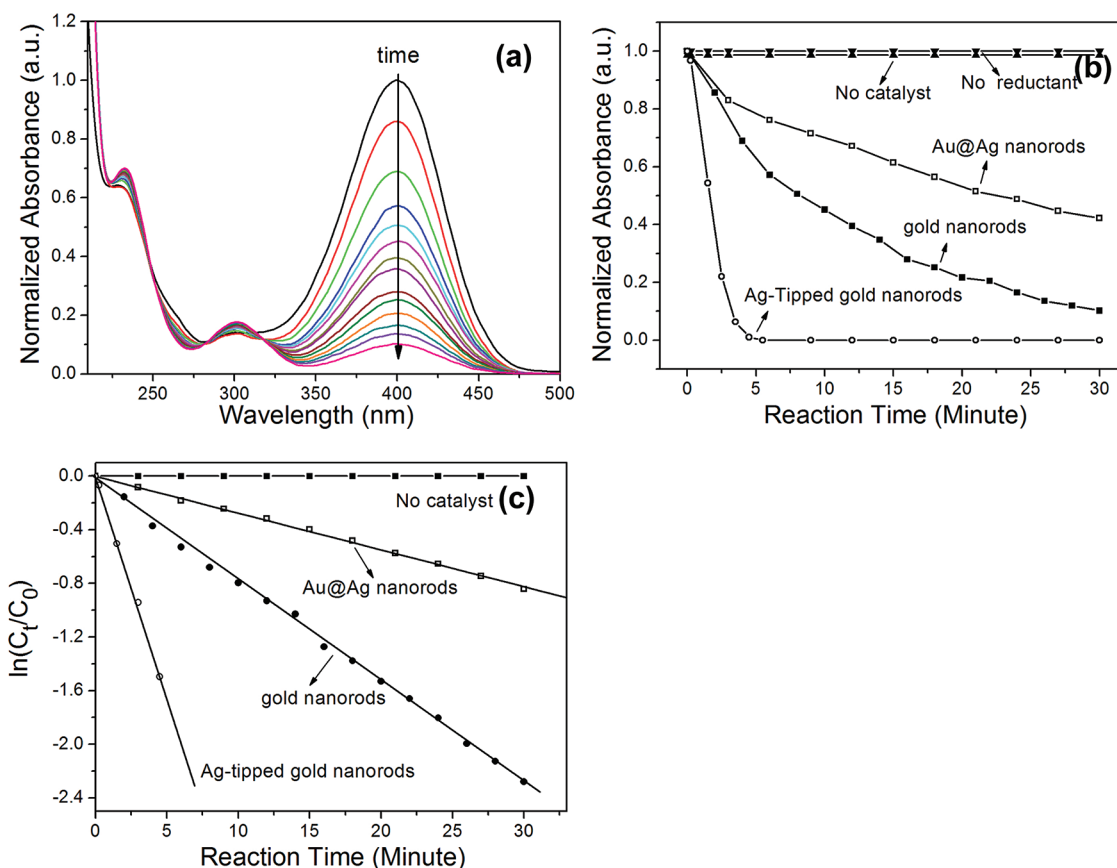 (a)
time
1.2
1.0
0.8
0.6
0.4
0.2
0.0
Normalized Absorbance (a.u.)
250 300 350 400 450 500
Wavelength (nm)
(b)
No reductant
No catalyst
Au@Ag nanorods
gold nanorods
Ag-Tipped gold nanorods
1.0
0.8
0.6
0.4
0.2
0.0
Normalized Absorbance (a.u.)
0 5 10 15 20 25 30
Reaction Time (Minute)
(c)
No catalyst
Au@Ag nanorods
gold nanorods
Ag-tipped gold nanorods
0.0
-0.4
-0.8
-1.2
-1.6
-2.0
-2.4
ln(Ct/C0)
0 5 10 15 20 25 30
Reaction Time (Minute)